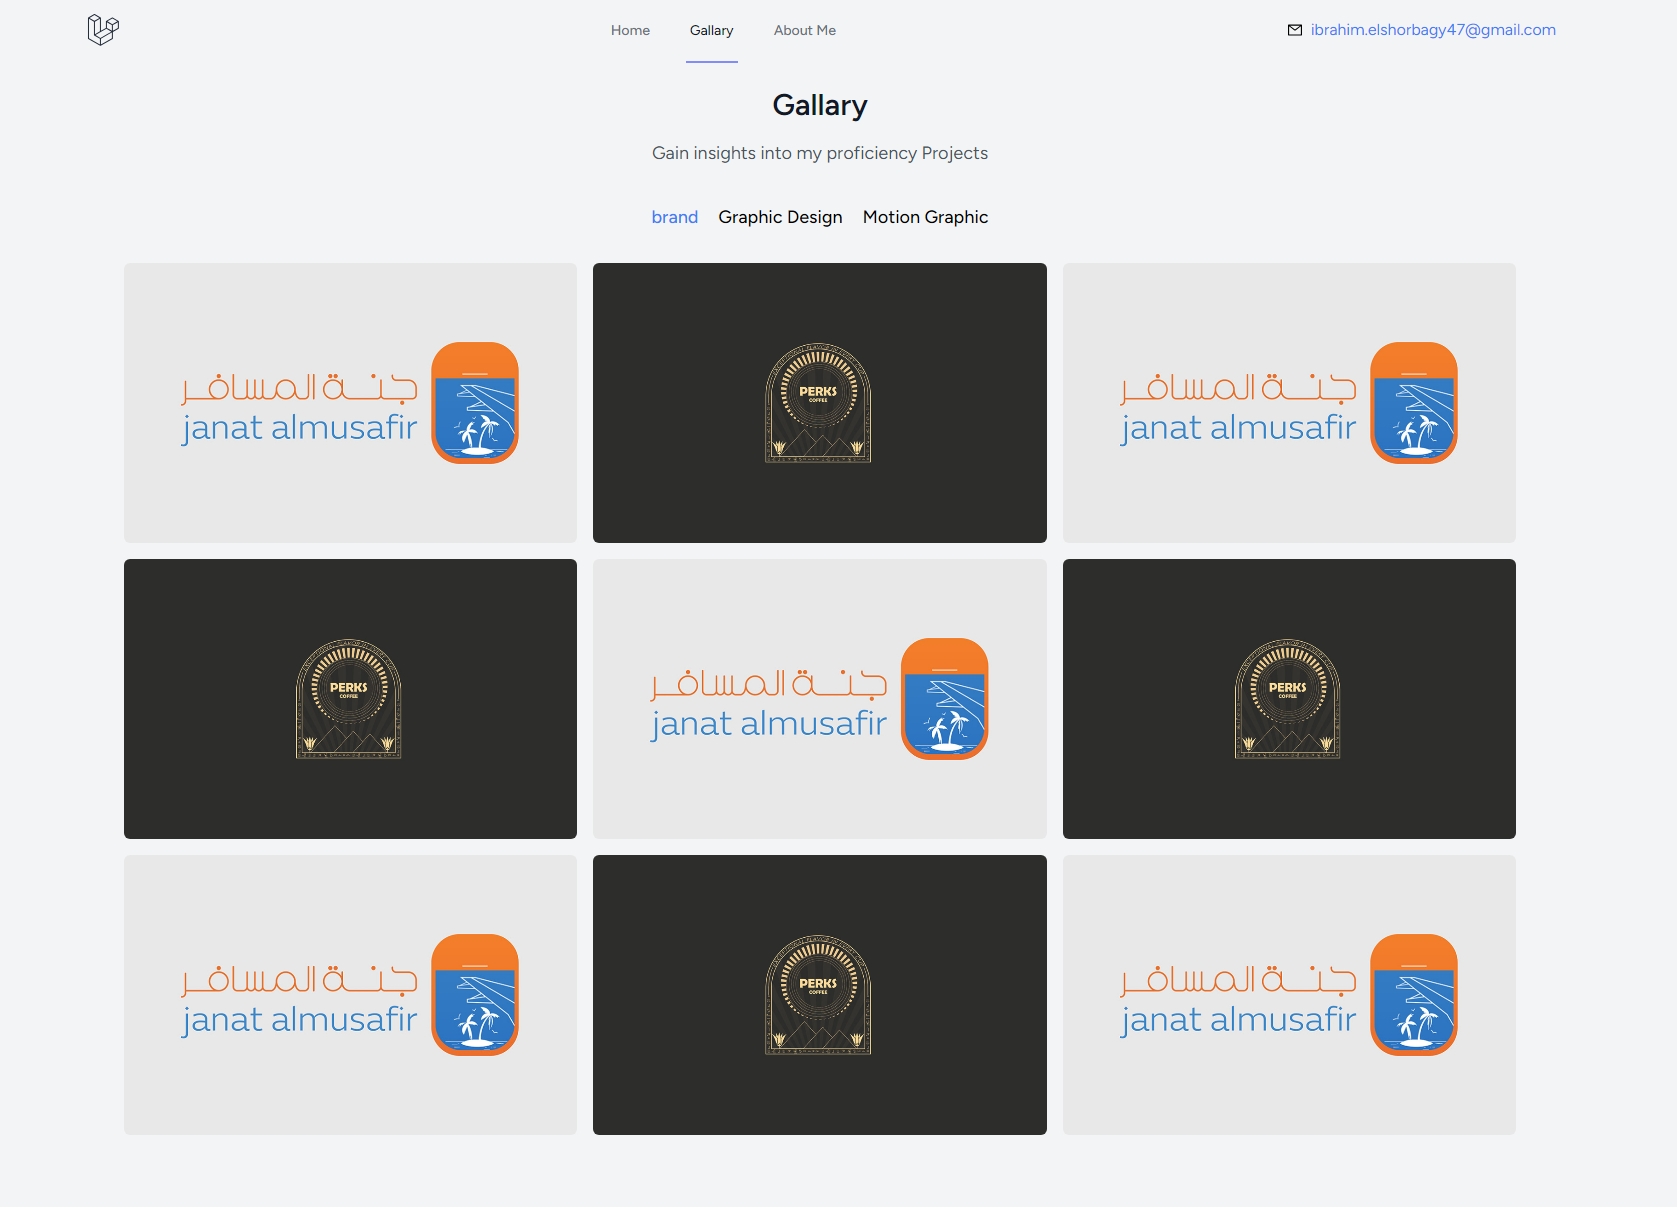 Home Gallary About Me ibrahim.elshorbagy47@gmail.com
Gallary
Gain insights into my proficiency Projects
brand Graphic Design Motion Graphic
جنة المسافر
janat almusafir
PERKS
COFFEE
جنة المسافر
janat almusafir
PERKS
COFFEE
جنة المسافر
janat almusafir
PERKS
COFFEE
جنة المسافر
janat almusafir
PERKS
COFFEE
جنة المسافر
janat almusafir